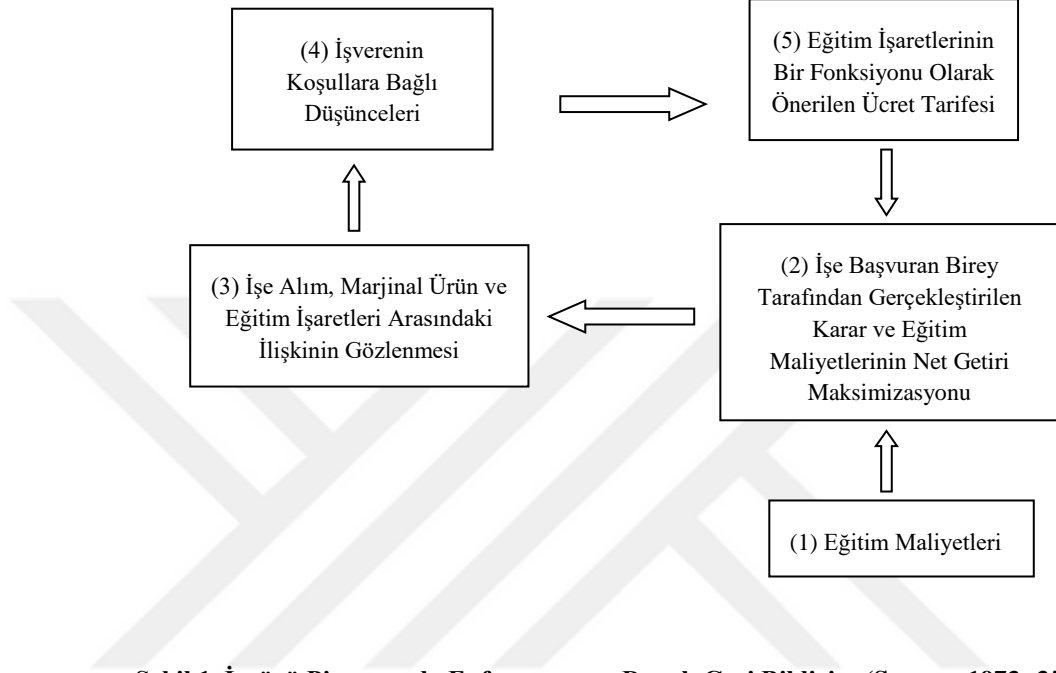 (4) İşverenin
Koşullara Bağlı
Düşünceleri
(5) Eğitim İşaretlerinin
Bir Fonksiyonu Olarak
Önerilen Ücret Tarifesi
(3) İşe Alım, Marjinal Ürün ve
Eğitim İşaretleri Arasındaki
İlişkinin Gözlenmesi
(2) İşe Başvuran Birey
Tarafından Gerçekleştirilen
Karar ve Eğitim
Maliyetlerinin Net Getiri
Maksimizasyonu
(1) Eğitim Maliyetleri